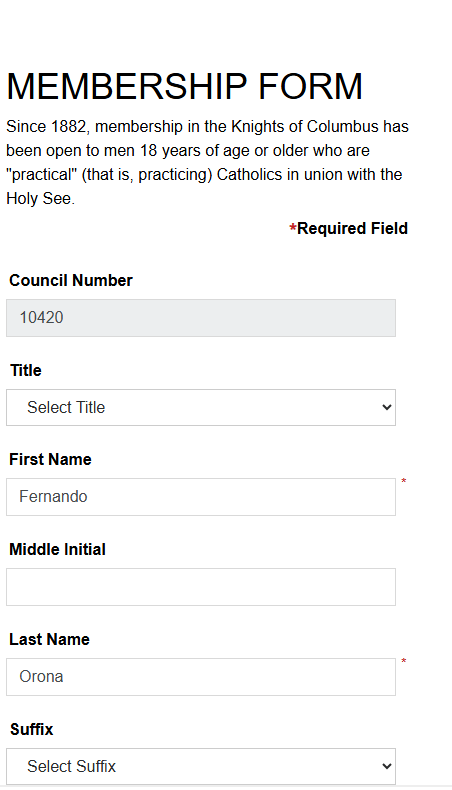 MEMBERSHIP FORM
Since 1882, membership in the Knights of Columbus has
been open to men 18 years of age or older who are
"practical" (that is, practicing) Catholics in union with the
Holy See.
*Required Field
Council Number
10420
Title
Select Title
First Name
Fernando
*
Middle Initial
Last Name
Orona
*
Suffix
Select Suffix